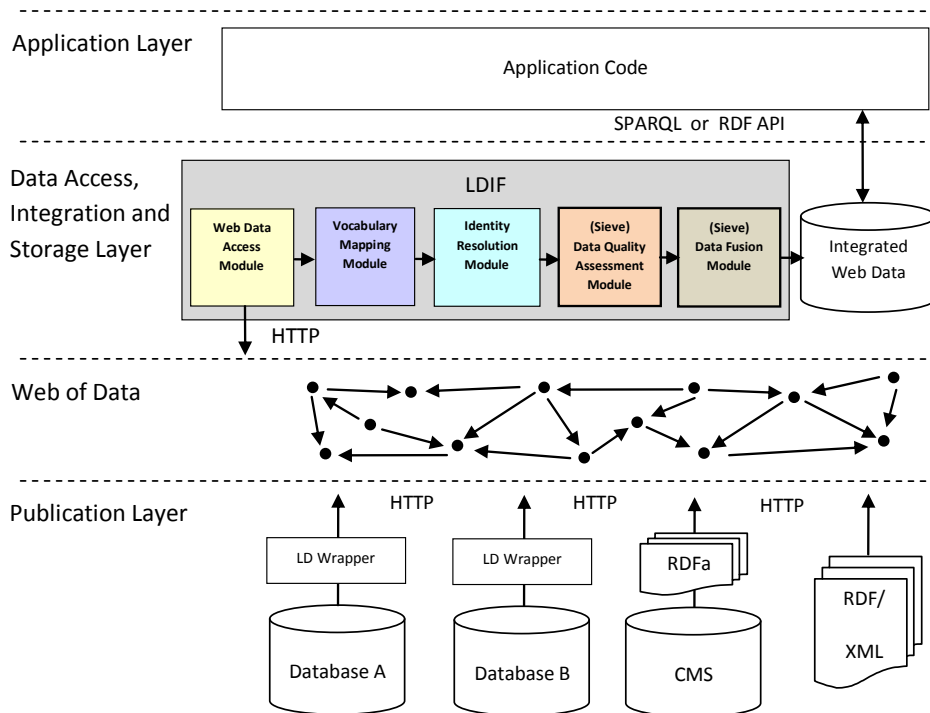 Application Layer
Application Code
SPARQL or RDF API
Data Access,
Integration and
Storage Layer
LDIF
Web Data
Access
Module
Vocabulary
Mapping
Module
Identity
Resolution
Module
(Sieve)
Data Quality
Assessment
Module
(Sieve)
Data Fusion
Module
Integrated
Web Data
HTTP
Web of Data
Publication Layer
HTTP
HTTP
HTTP
LD Wrapper
LD Wrapper
RDFa
RDF/
XML
Database A
Database B
CMS